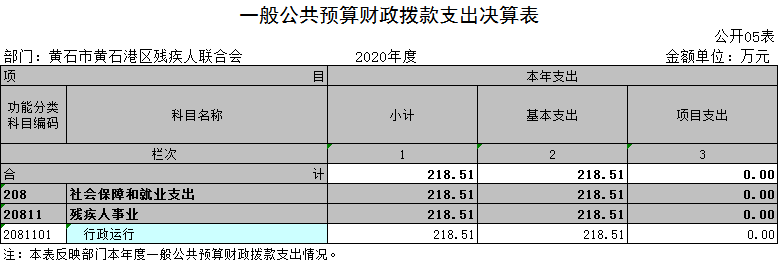 一般公共预算财政拨款支出决算表
公开05表
部门：黄石市黄石港区残疾人联合会 2020年度 金额单位：万元
项 目 本年支出
功能分类科目编码 科目名称 小计 基本支出 项目支出
栏次 1 2 3
合 计 218.51 218.51 0.00
208 社会保障和就业支出 218.51 218.51 0.00
20811 残疾人事业 218.51 218.51 0.00
2081101 行政运行 218.51 218.51 0.00
注：本表反映部门本年度一般公共预算财政拨款支出情况。